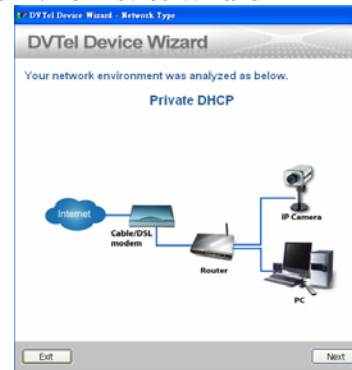 DVTel Device Wizard - Network Type
DVTel Device Wizard
Your network environment was analyzed as below.
Private DHCP
Internet
Cable/DSL
modem
IP Camera
Router
PC
Exit
Next